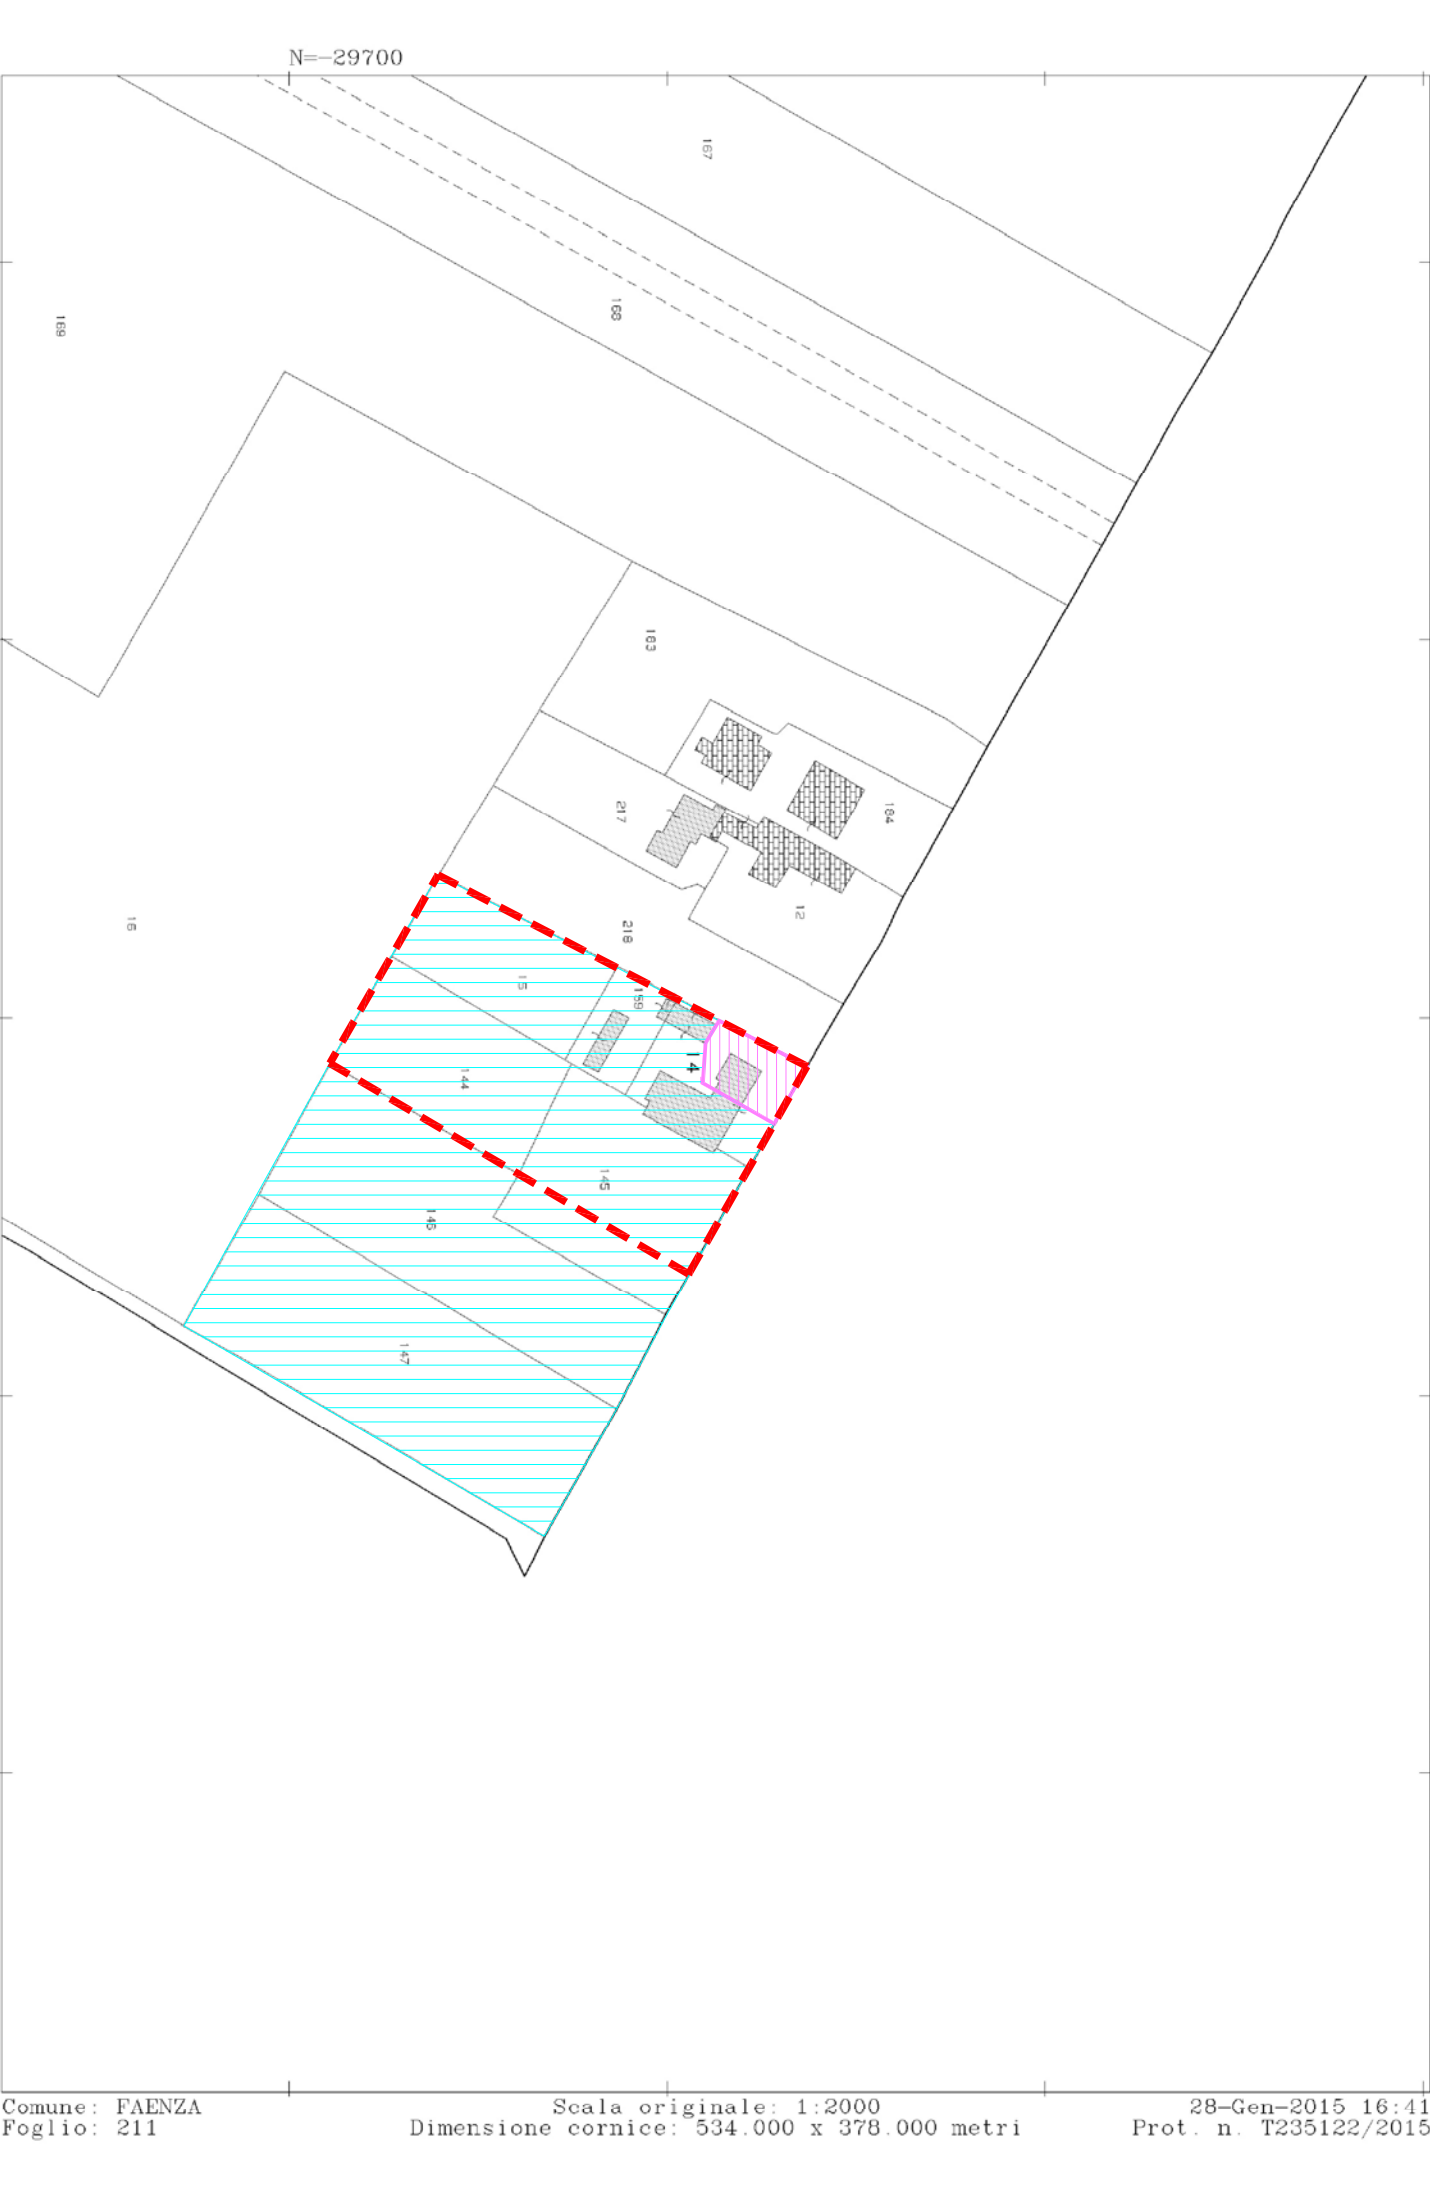 N=-29700
167
168
169
163
184
217
12
218
16
15
159
14
144
145
146
147
Comune: FAENZA
Scala originale: 1:2000
28-Gen-2015 16:41
Foglio: 211
Dimensione cornice: 534.000 x 378.000 metri
Prot. n. T235122/2015